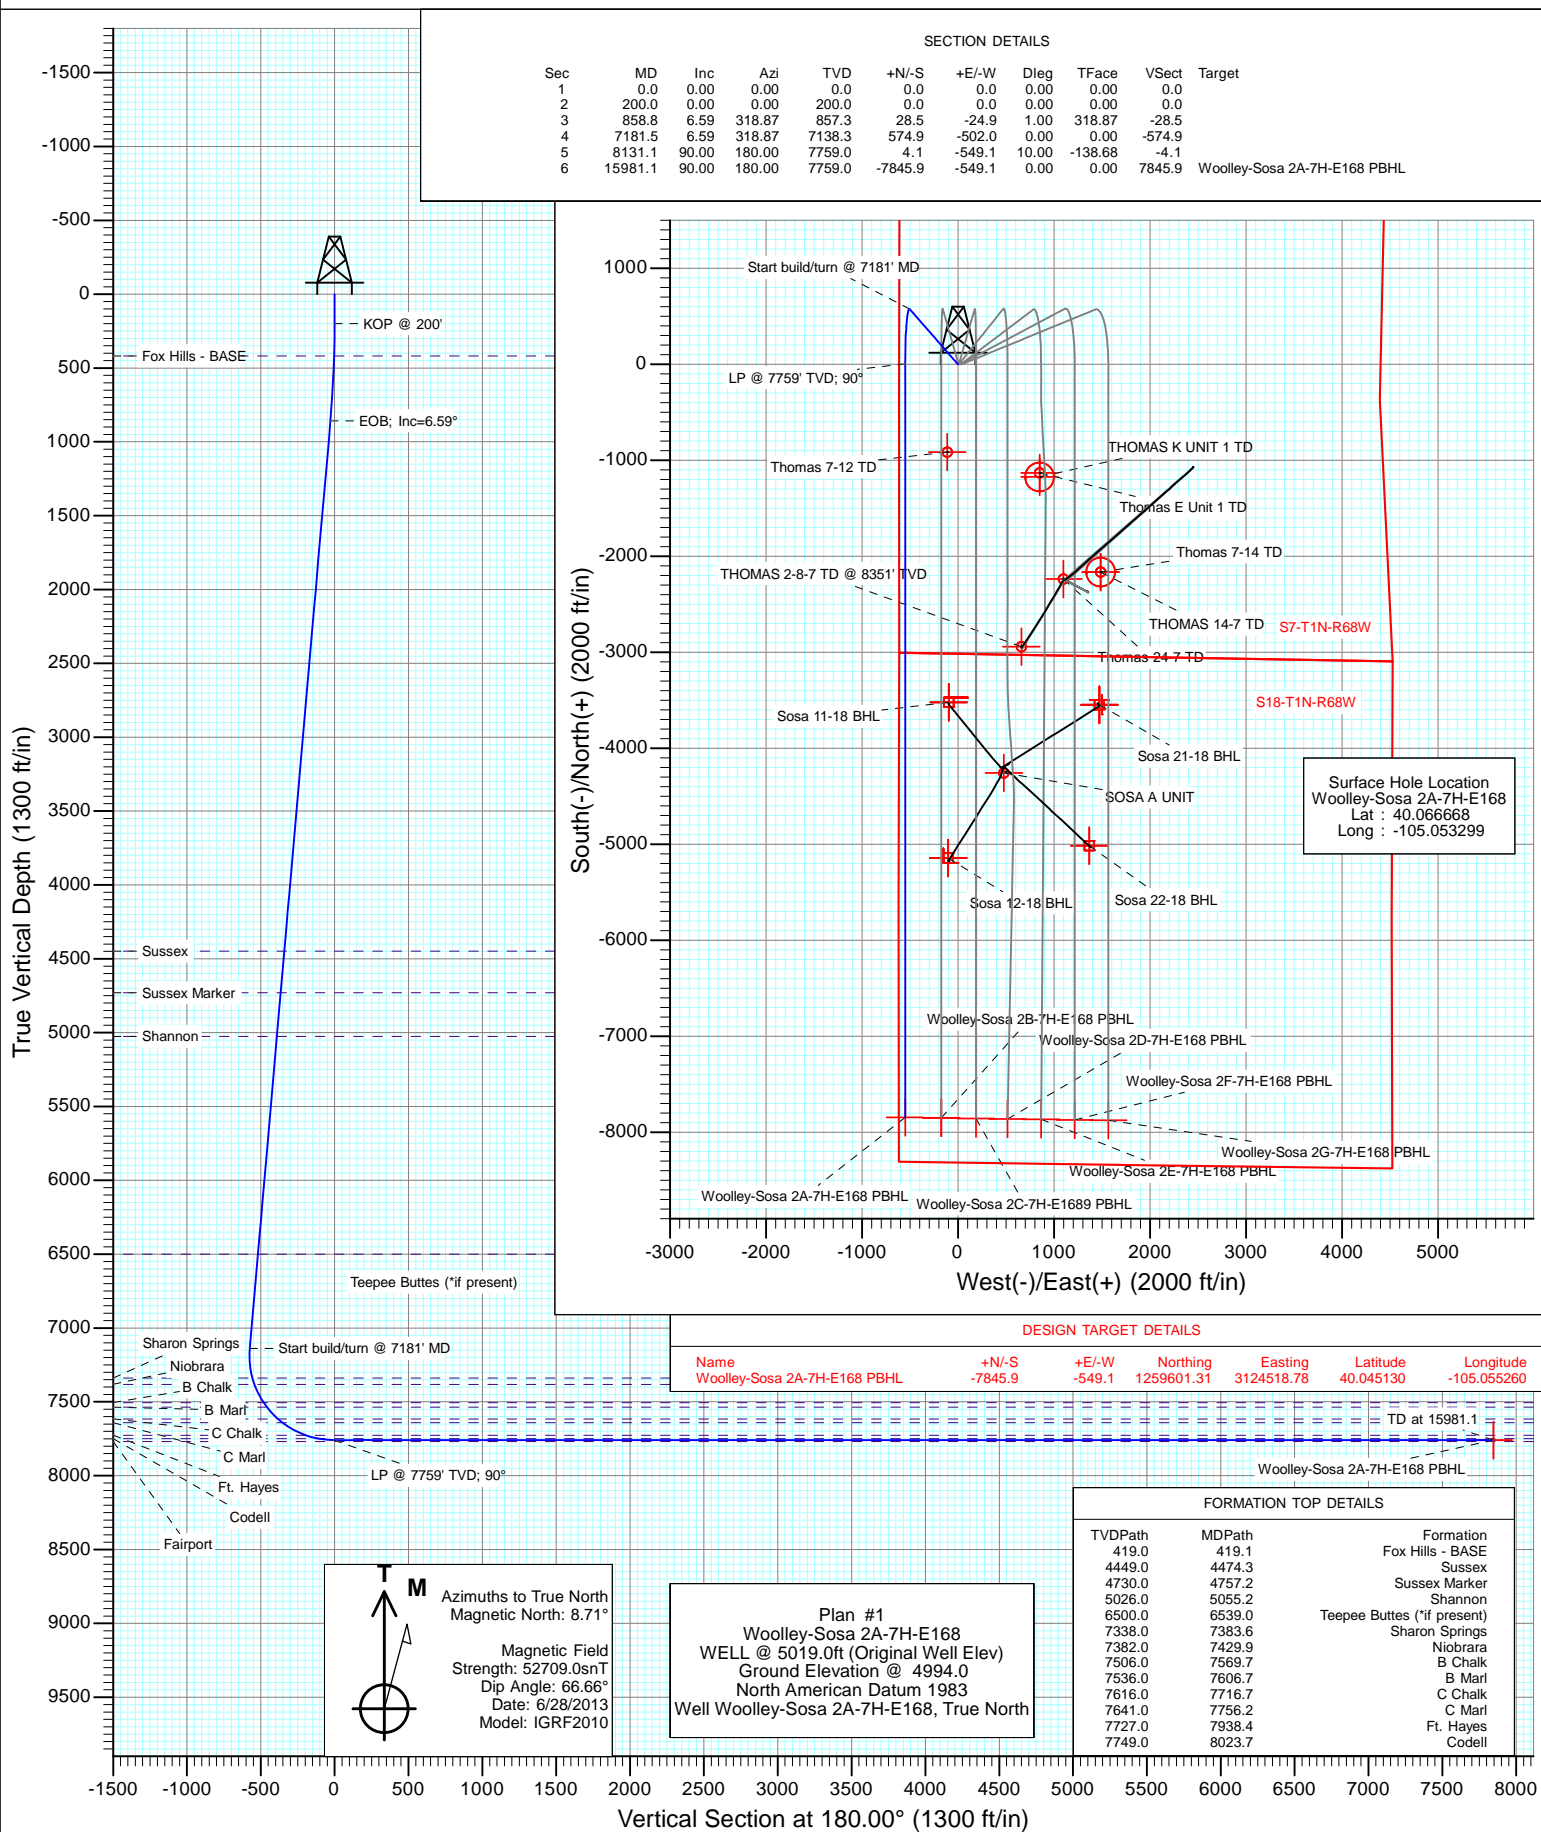 SECTION DETAILS
Sec MD Inc Azi TVD +N/-S +E/-W Dleg TFace VSect Target
1 0.0 0.00 0.00 0.0 0.0 0.0 0.00 0.00 0.0
2 200.0 0.00 0.00 200.0 0.0 0.0 0.00 0.00 0.0
3 858.8 6.59 318.87 857.3 28.5 -24.9 1.00 318.87 -28.5
4 7181.5 6.59 318.87 7138.3 574.9 -502.0 0.00 0.00 -574.9
5 8131.1 90.00 180.00 7759.0 4.1 -549.1 10.00 -138.68 -4.1
6 15981.1 90.00 180.00 7759.0 -7845.9 -549.1 0.00 0.00 7845.9 Woolley-Sosa 2A-7H-E168 PBHL
True Vertical Depth (1300 ft/in)
-1500
-1000
-500
0
500
1000
1500
2000
2500
3000
3500
4000
4500
5000
5500
6000
6500
7000
7500
8000
8500
9000
9500
KOP @ 200'
Fox Hills - BASE
EOB; Inc=6.59°
Sussex
Sussex Marker
Shannon
Teepee Buttes (*if present)
Sharon Springs
Start build/turn @ 7181' MD
Niobrara
B Chalk
B Marl
C Chalk
C Marl
LP @ 7759' TVD; 90°
Ft. Hayes
Codell
Fairport
TD at 15981.1
Woolley-Sosa 2A-7H-E168 PBHL
-1500 -1000 -500 0 500 1000 1500 2000 2500 3000 3500 4000 4500 5000 5500 6000 6500 7000 7500 8000
Vertical Section at 180.00° (1300 ft/in)
South(-)/North(+) (2000 ft/in)
1000
0
-1000
-2000
-3000
-4000
-5000
-6000
-7000
-8000
Start build/turn @ 7181' MD
LP @ 7759' TVD; 90°
Thomas 7-12 TD
THOMAS K UNIT 1 TD
Thomas E Unit 1 TD
Thomas 7-14 TD
THOMAS 2-8-7 TD @ 8351' TVD
THOMAS 14-7 TD
S7-T1N-R68W
Thomas 24-7 TD
S18-T1N-R68W
Sosa 11-18 BHL
Sosa 21-18 BHL
SOSA A UNIT
Sosa 12-18 BHL
Sosa 22-18 BHL
Surface Hole Location
Woolley-Sosa 2A-7H-E168
Lat : 40.066668
Long : -105.053299
Woolley-Sosa 2B-7H-E168 PBHL
Woolley-Sosa 2D-7H-E168 PBHL
Woolley-Sosa 2F-7H-E168 PBHL
Woolley-Sosa 2G-7H-E168 PBHL
Woolley-Sosa 2E-7H-E168 PBHL
Woolley-Sosa 2A-7H-E168 PBHL
Woolley-Sosa 2C-7H-E1689 PBHL
-3000 -2000 -1000 0 1000 2000 3000 4000 5000
West(-)/East(+) (2000 ft/in)
DESIGN TARGET DETAILS
Name +N/-S +E/-W Northing Easting Latitude Longitude
Woolley-Sosa 2A-7H-E168 PBHL -7845.9 -549.1 1259601.31 3124518.78 40.045130 -105.055260
FORMATION TOP DETAILS
TVDPath MDPath Formation
419.0 419.1 Fox Hills - BASE
4449.0 4474.3 Sussex
4730.0 4757.2 Sussex Marker
5026.0 5055.2 Shannon
6500.0 6539.0 Teepee Buttes (*if present)
7338.0 7383.6 Sharon Springs
7382.0 7429.9 Niobrara
7506.0 7569.7 B Chalk
7536.0 7606.7 B Marl
7616.0 7716.7 C Chalk
7641.0 7756.2 C Marl
7727.0 7938.4 Ft. Hayes
7749.0 8023.7 Codell
T
M
Azimuths to True North
Magnetic North: 8.71°
Magnetic Field
Strength: 52709.0snT
Dip Angle: 66.66°
Date: 6/28/2013
Model: IGRF2010
Plan #1
Woolley-Sosa 2A-7H-E168
WELL @ 5019.0ft (Original Well Elev)
Ground Elevation @ 4994.0
North American Datum 1983
Well Woolley-Sosa 2A-7H-E168, True North